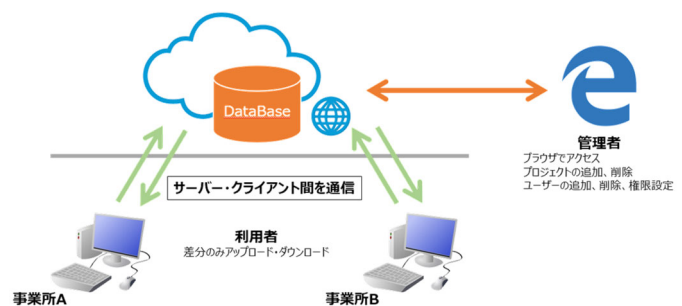 DataBase
管理者
ブラウザでアクセス
プロジェクトの追加、削除
ユーザーの追加、削除、権限設定
サーバー・クライアント間を通信
利用者
差分のみアップロード・ダウンロード
事業所A
事業所B